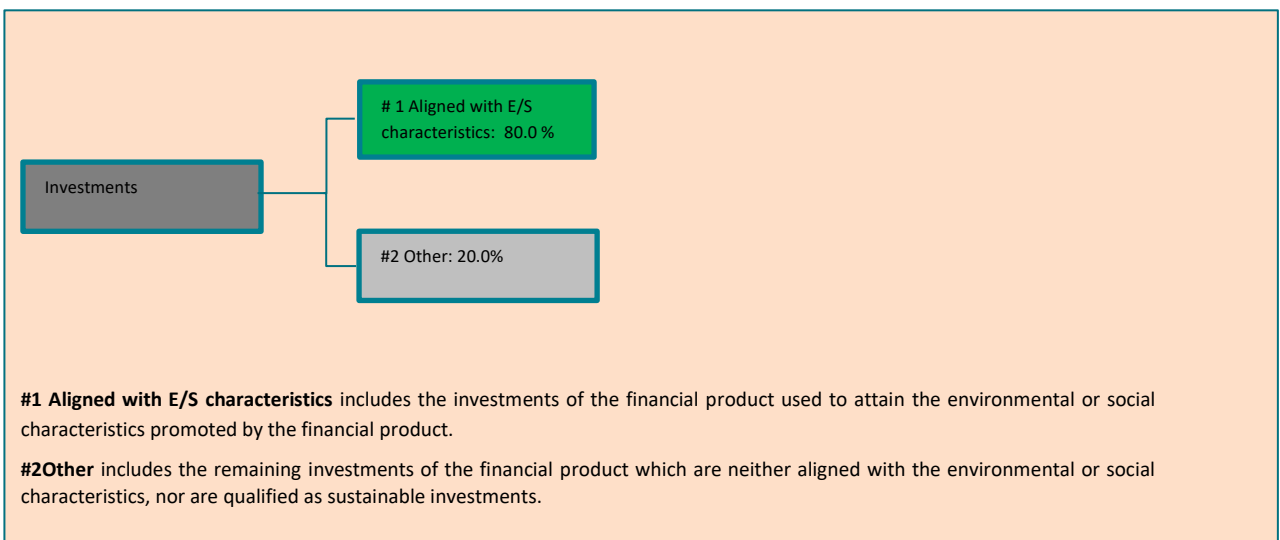 # 1 Aligned with E/S
characteristics:  80.0 %
Investments
#2 Other: 20.0%
#1 Aligned with E/S characteristics includes the investments of the financial product used to attain the environmental or social
characteristics promoted by the financial product.
#2Other includes the remaining investments of the financial product which are neither aligned with the environmental or social
characteristics, nor are qualified as sustainable investments.